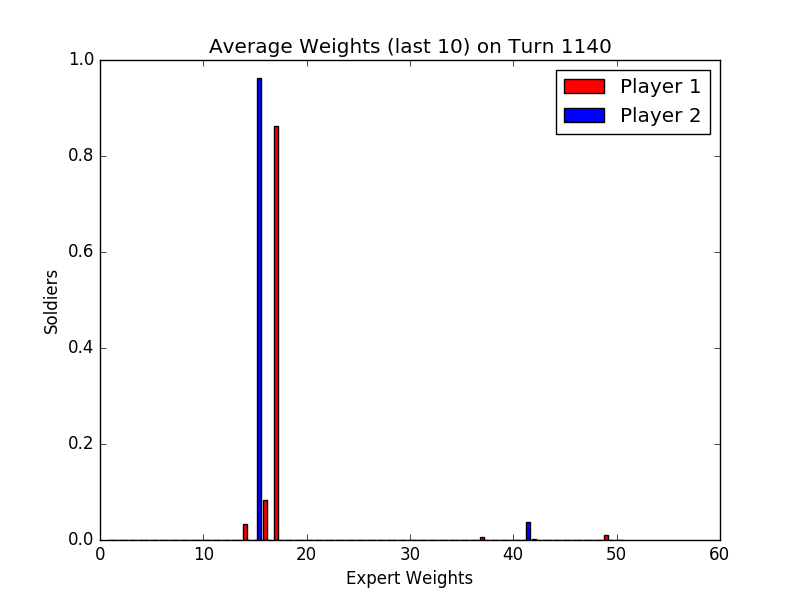 Average Weights (last 10) on Turn 1140
Player 1
Player 2
1.0
0.8
0.6
0.4
0.2
0.0
Soldiers
0 10 20 30 40 50 60
Expert Weights